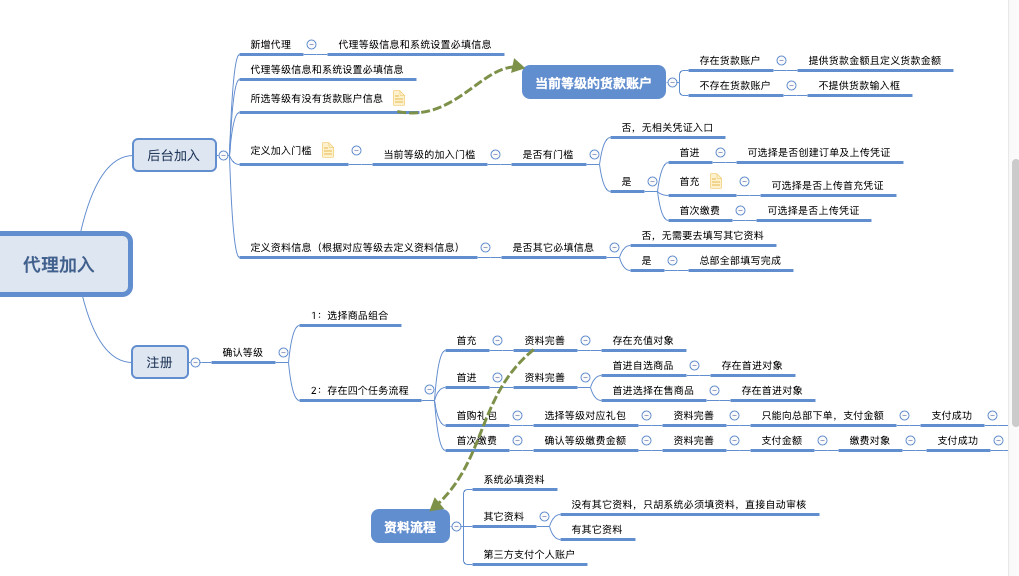 代理加入
后台加入
新增代理
代理等级信息和系统设置必填信息
代理等级信息和系统设置必填信息
所选等级有没有货款账户信息
当前等级的货款账户
存在货款账户
提供货款金额且定义货款金额
不存在货款账户
不提供货款输入框
定义加入门槛
当前等级的加入门槛
是否有门槛
否，无相关凭证入口
是
首进
可选择是否创建订单及上传凭证
首充
可选择是否上传首充凭证
首次缴费
可选择是否上传凭证
定义资料信息（根据对应等级去定义资料信息）
是否其它必填信息
否，无需要去填写其它资料
是
总部全部填写完成
注册
确认等级
1：选择商品组合
2：存在四个任务流程
首充
资料完善
存在充值对象
首进
资料完善
首进自选商品
存在首进对象
首进选择在售商品
存在首进对象
首购礼包
选择等级对应礼包
资料完善
只能向总部下单，支付金额
支付成功
首次缴费
确认等级缴费金额
资料完善
支付金额
缴费对象
支付成功
资料流程
系统必填资料
其它资料
没有其它资料，只胡系统必须填资料，直接自动审核
有其它资料
第三方支付个人账户